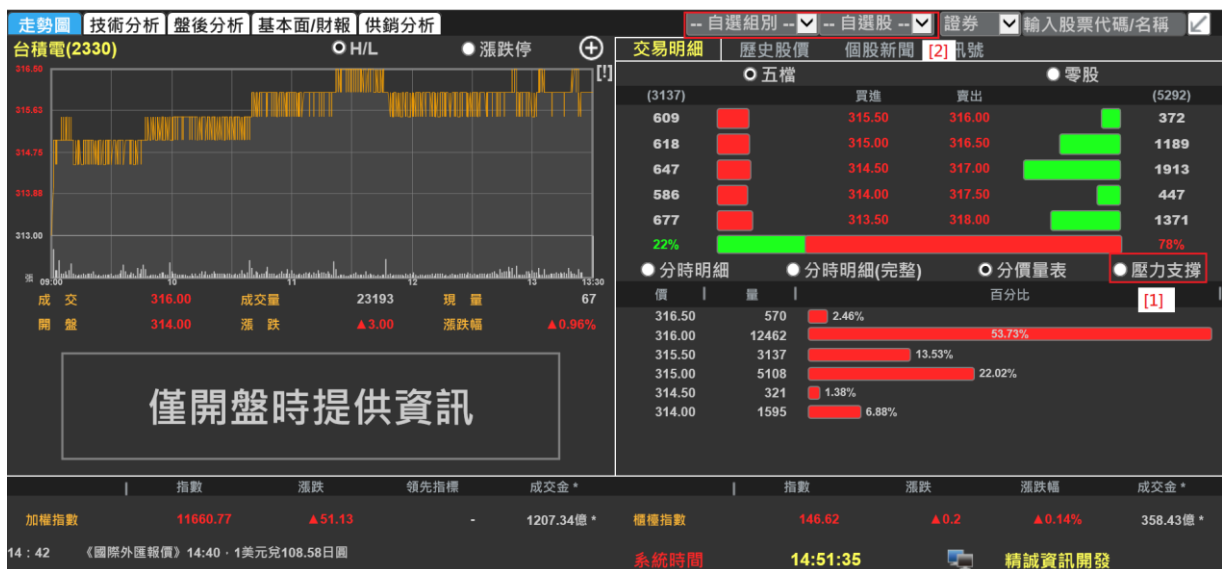 走勢圖 技術分析 盤後分析 基本面/財報 供銷分析 -- 自選組別 -- -- 自選股 -- 證券 輸入股票代碼/名稱
台積電(2330) H/L 漲跌停 交易明細 歷史股價 個股新聞 [2] 訊號
316.50 [!] 五檔 零股
(3137) 買進 賣出 (5292)
315.63 609 315.50 316.00 372
314.75 618 315.00 316.50 1189
647 314.50 317.00 1913
313.88 586 314.00 317.50 447
677 313.50 318.00 1371
313.00 22% 78%
張 09:00 10 11 12 13 13:30 分時明細 分時明細(完整) 分價量表 壓力支撐
成 交 316.00 成交量 23193 現 量 67 價 量 百分比 [1]
開 盤 314.00 漲 跌 ▲3.00 漲跌幅 ▲0.96% 316.50 570 2.46%
316.00 12462 53.73%
315.50 3137 13.53%
315.00 5108 22.02%
314.50 321 1.38%
314.00 1595 6.88%
僅開盤時提供資訊
指數 漲跌 領先指標 成交金 * 指數 漲跌 漲跌幅 成交金 *
加權指數 11660.77 ▲51.13 - 1207.34億 * 櫃檯指數 146.62 ▲0.2 ▲0.14% 358.43億 *
14：42 《國際外匯報價》14:40‧1美元兌108.58日圓 系統時間 14:51:35 精誠資訊開發